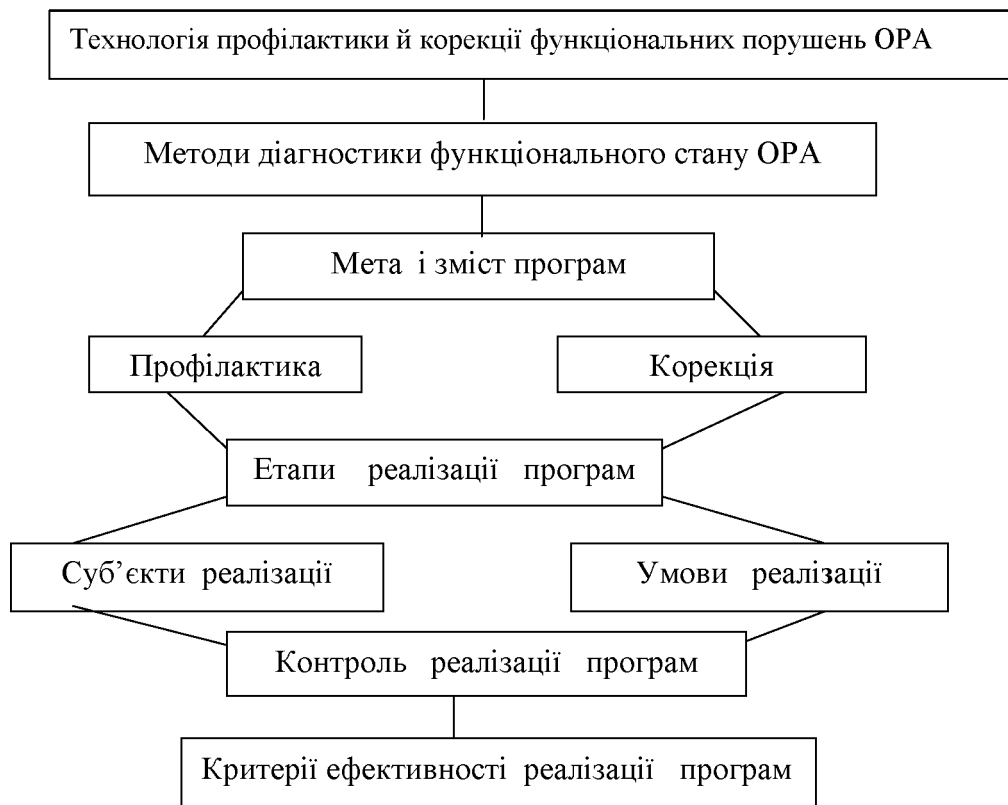 Технологія профілактики й корекції функціональних порушень ОРА
Методи діагностики функціонального стану ОРА
Мета і зміст програм
Профілактика
Корекція
Етапи реалізації програм
Суб’єкти реалізації
Умови реалізації
Контроль реалізації програм
Критерії ефективності реалізації програм